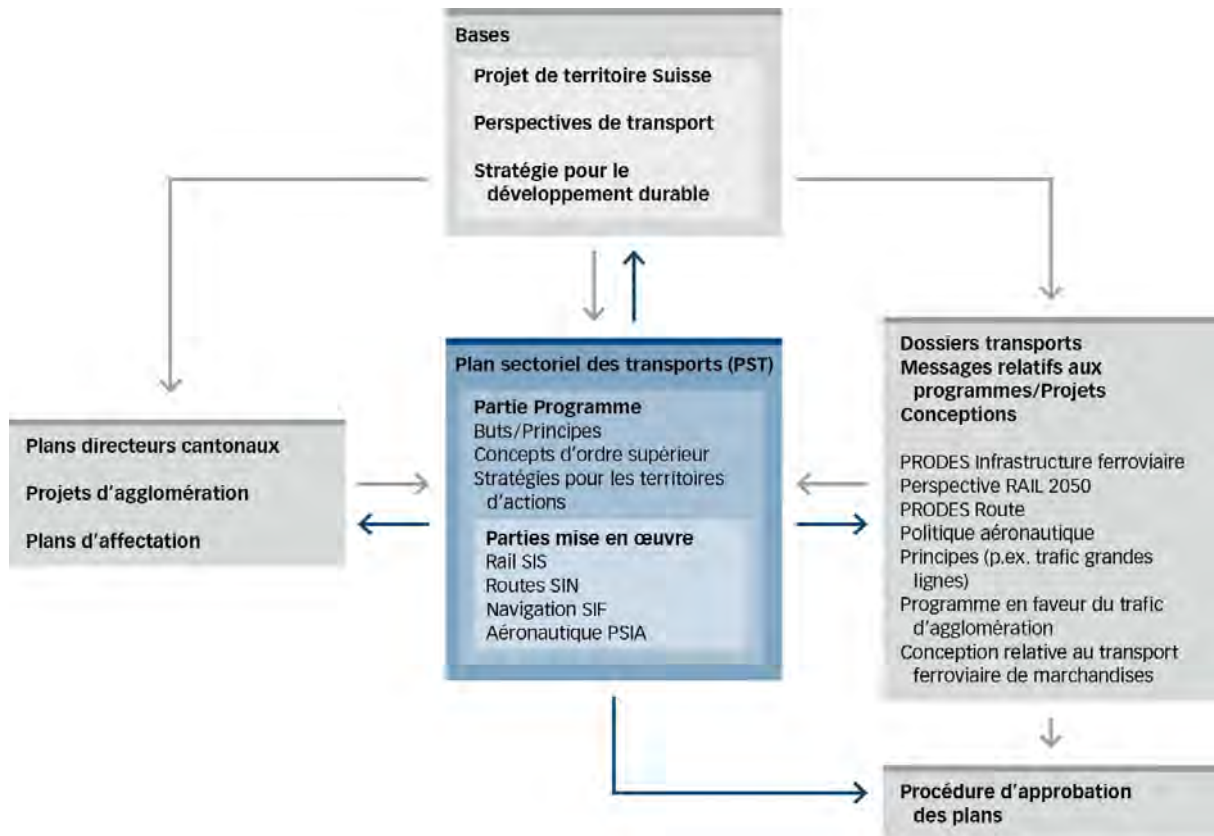 Bases
Projet de territoire Suisse
Perspectives de transport
Stratégie pour le
développement durable
Plans directeurs cantonaux
Projets d'agglomération
Plans d'affectation
Plan sectoriel des transports (PST)
Partie Programme
Buts/Principes
Concepts d'ordre supérieur
Stratégies pour les territoires
d'actions
Parties mise en œuvre
Rail SIS
Routes SIN
Navigation SIF
Aéronautique PSIA
Dossiers transports
Messages relatifs aux
programmes/Projets
Conceptions
PRODES Infrastructure ferroviaire
Perspective RAIL 2050
PRODES Route
Politique aéronautique
Principes (p.ex. trafic grandes
lignes)
Programme en faveur du trafic
d'agglomération
Conception relative au transport
ferroviaire de marchandises
Procédure d'approbation
des plans